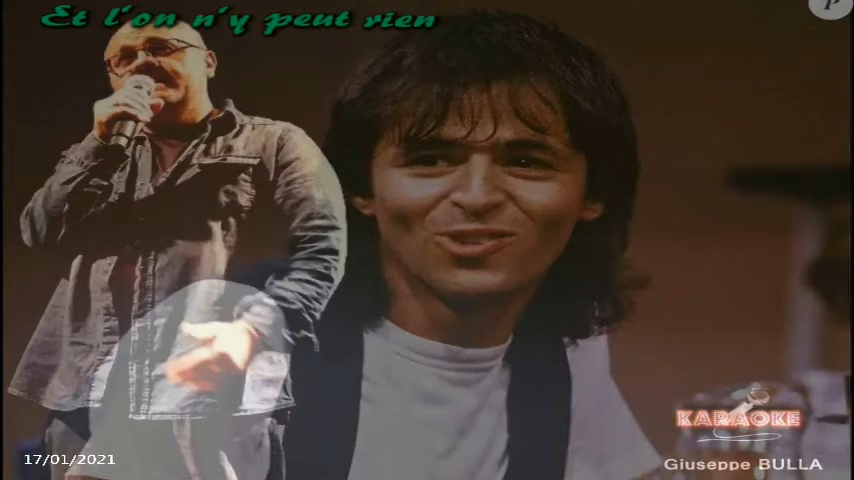 Et l'on n'y peut rien
P
KARAOKE
Giuseppe BULLA
17/01/2021